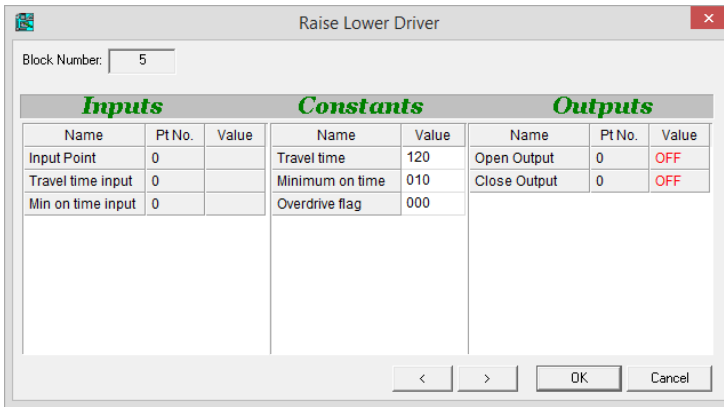 Raise Lower Driver
Block Number: 5
Inputs Constants Outputs
Name Pt No. Value Name Value Name Pt No. Value
Input Point 0 Travel time 120 Open Output 0 OFF
Travel time input 0 Minimum on time 010 Close Output 0 OFF
Min on time input 0 Overdrive flag 000
< > OK Cancel